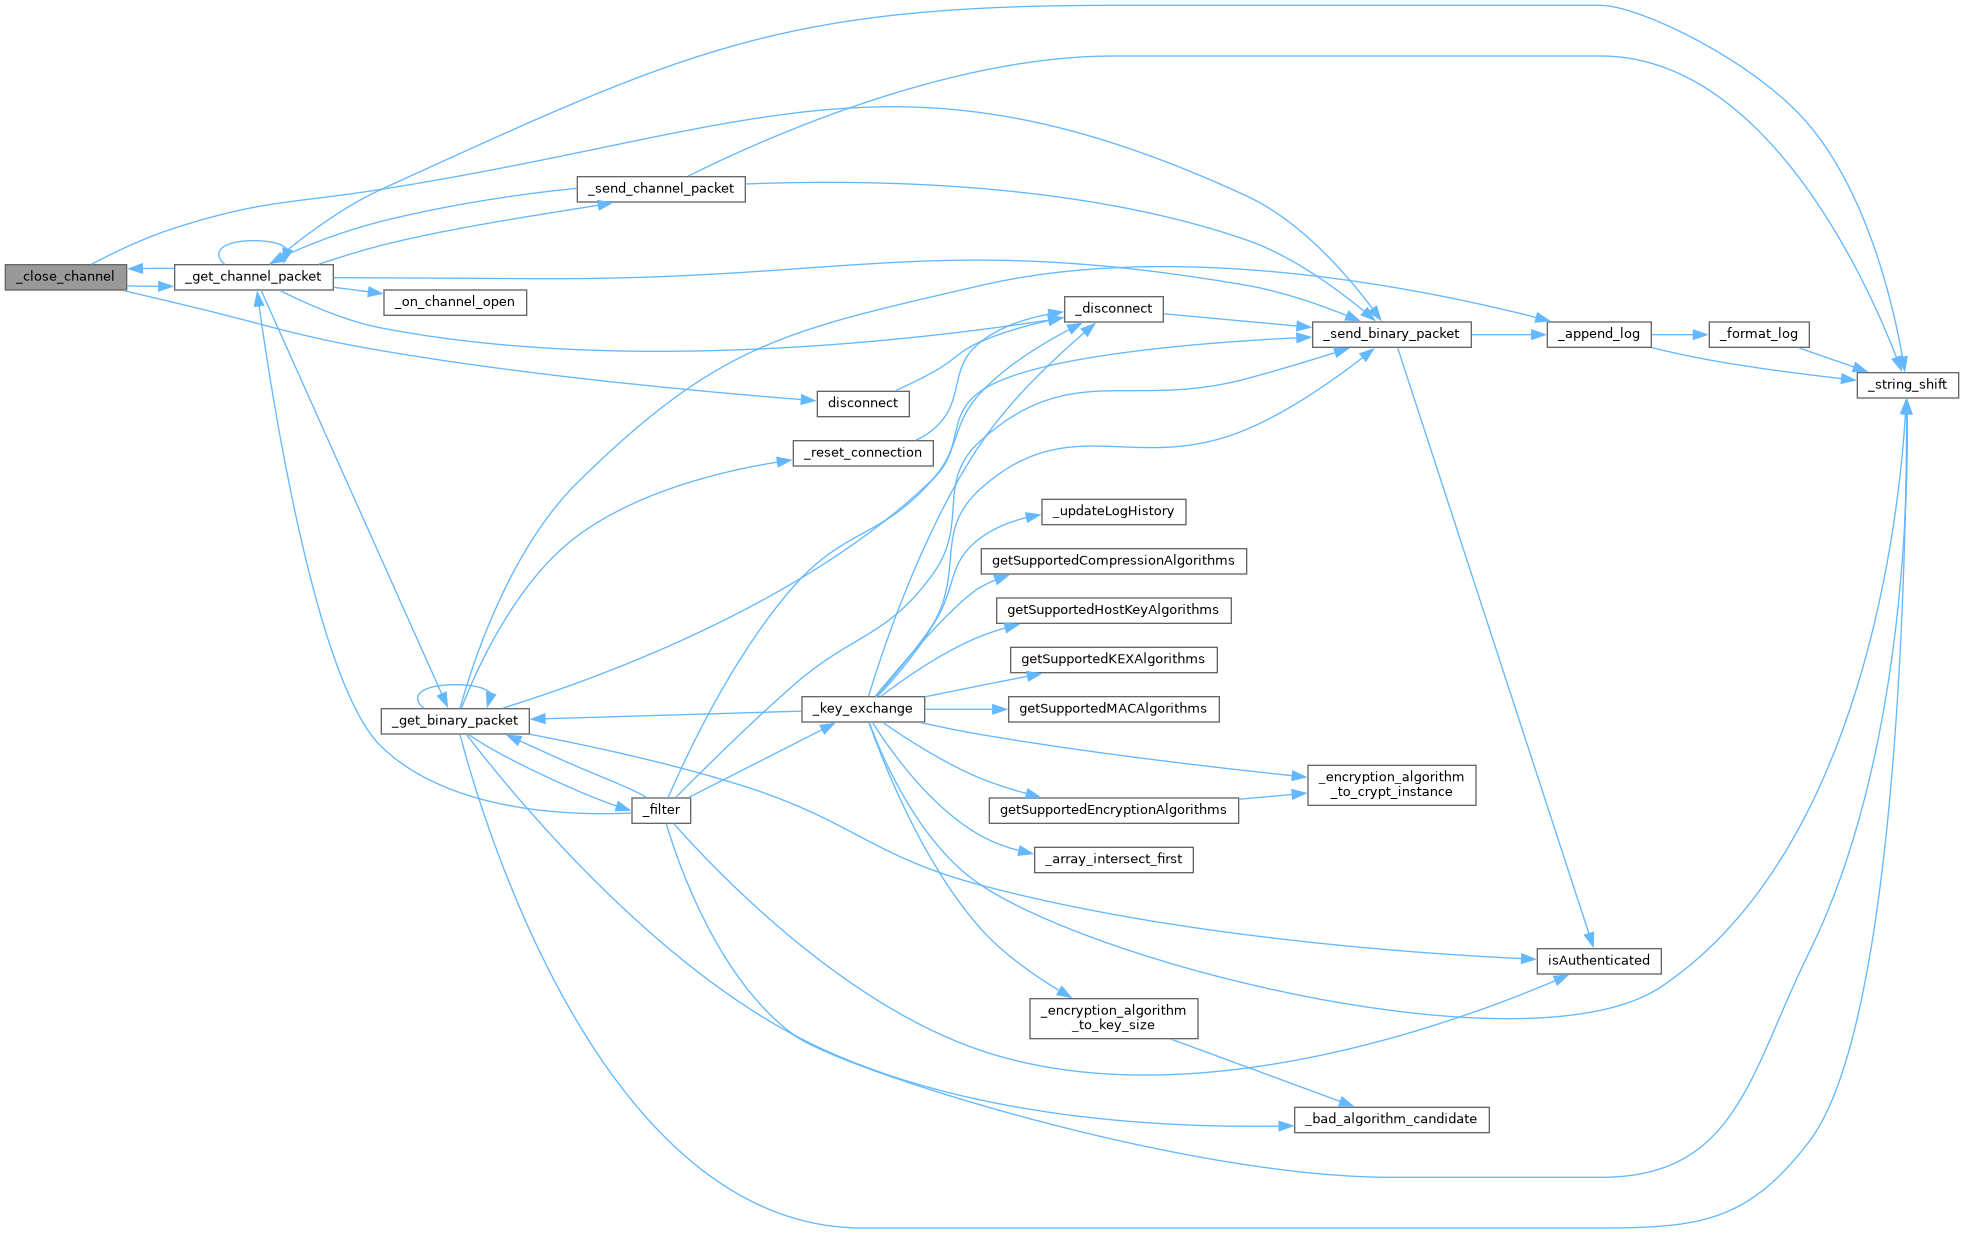 _close_channel
_get_channel_packet
_send_channel_packet
_on_channel_open
_disconnect
_send_binary_packet
_append_log
_format_log
_string_shift
disconnect
_reset_connection
_updateLogHistory
getSupportedCompressionAlgorithms
getSupportedHostKeyAlgorithms
getSupportedKEXAlgorithms
_get_binary_packet
_key_exchange
getSupportedMACAlgorithms
_encryption_algorithm
_to_crypt_instance
_filter
getSupportedEncryptionAlgorithms
_array_intersect_first
isAuthenticated
_encryption_algorithm
_to_key_size
_bad_algorithm_candidate